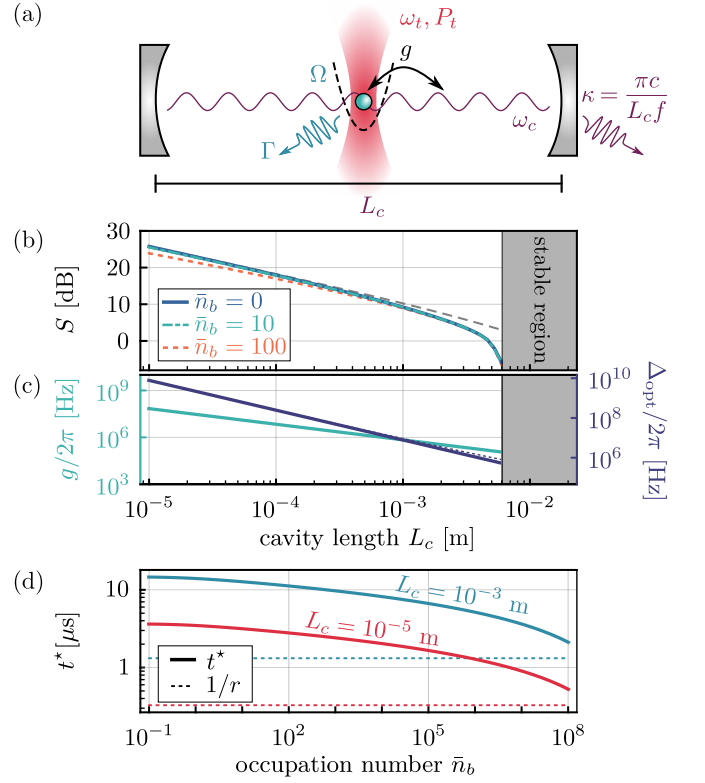 (a)
ω_t, P_t
g
Ω
κ = πc / L_c f
ω_c
Γ
L_c
(b)
30
20
10
0
S [dB]
n̄_b = 0
n̄_b = 10
n̄_b = 100
stable region
(c)
10^9
10^6
10^3
g/2π [Hz]
10^10
10^8
10^6
Δ_opt/2π [Hz]
10^−5 10^−4 10^−3 10^−2
cavity length L_c [m]
(d)
10
1
t^⋆ [μs]
L_c = 10^−3 m
L_c = 10^−5 m
t^⋆
1/r
10^−1 10^2 10^5 10^8
occupation number n̄_b